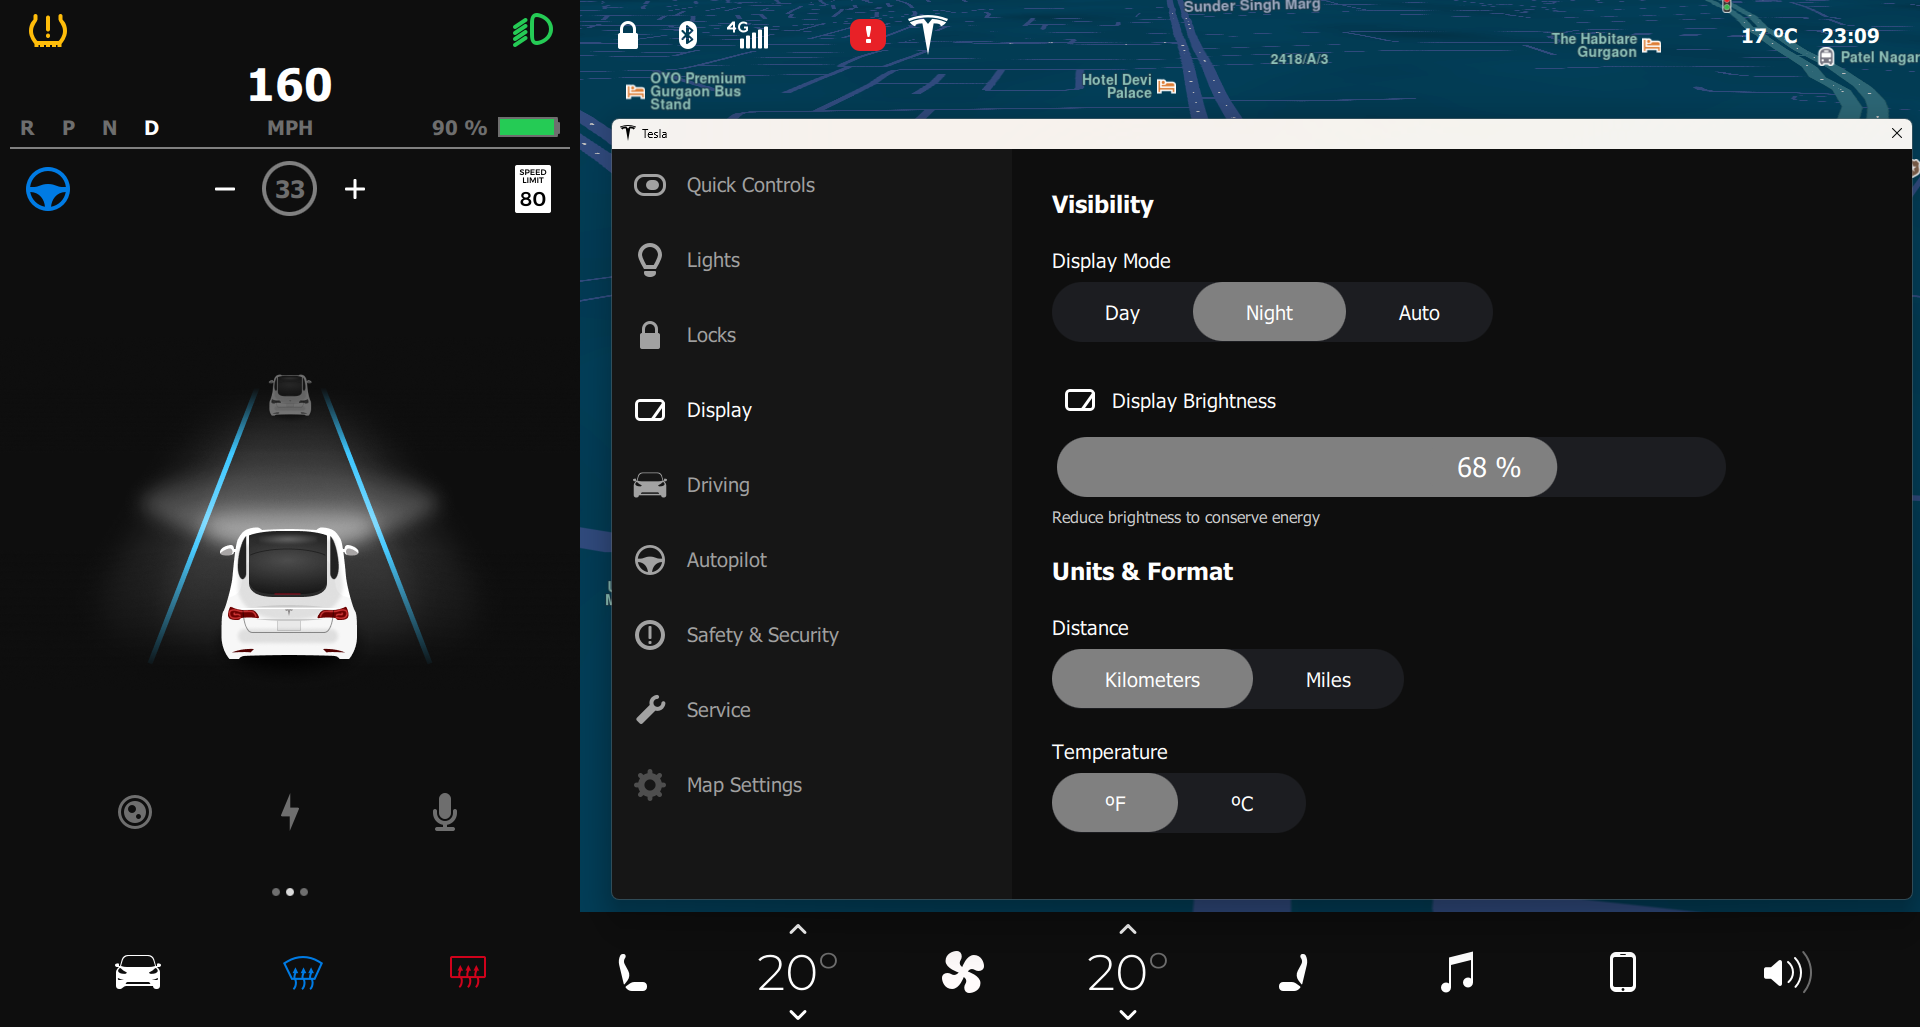 160
R P N D
MPH
90 %
33
SPEED
LIMIT
80
4G
17 ºC
23:09
Sunder Singh Marg
The Habitare
Gurgaon
Patel Nagar
2418/A/3
OYO Premium
Gurgaon Bus
Stand
Hotel Devi
Palace
Tesla
Quick Controls
Lights
Locks
Display
Driving
Autopilot
Safety & Security
Service
Map Settings
Visibility
Display Mode
Day
Night
Auto
Display Brightness
68 %
Reduce brightness to conserve energy
Units & Format
Distance
Kilometers
Miles
Temperature
ºF
ºC
20°
20°